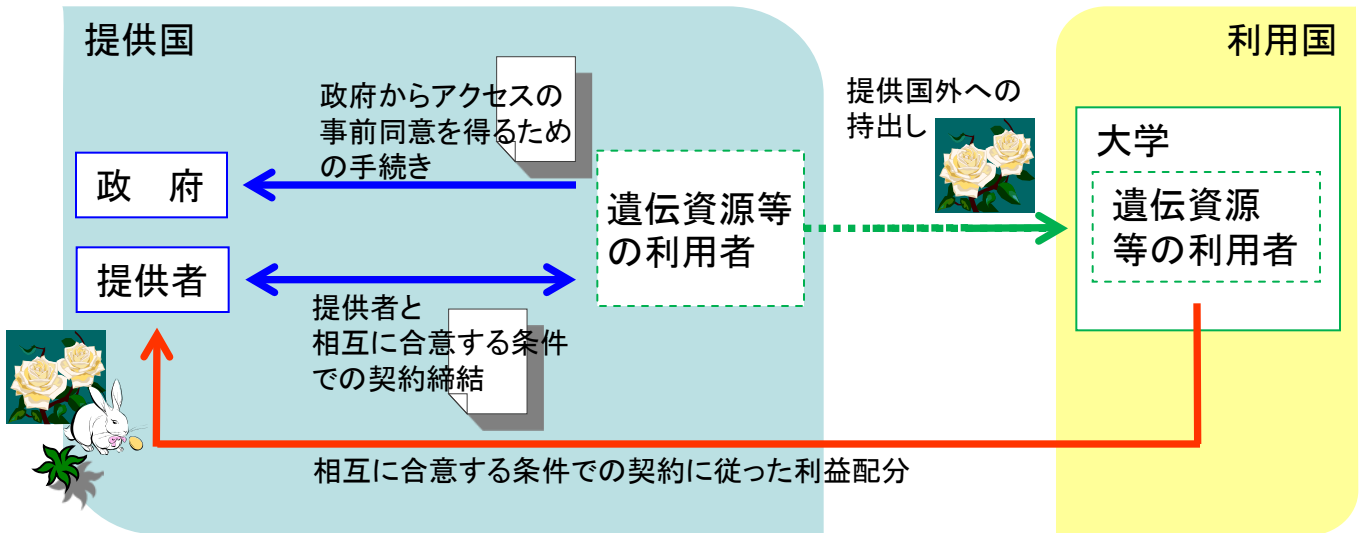 提供国
利用国
政府からアクセスの
事前同意を得るため
の手続き
提供国外への
持出し
政　府
提供者
遺伝資源等
の利用者
大学
遺伝資源
等の利用者
提供者と
相互に合意する条件
での契約締結
相互に合意する条件での契約に従った利益配分